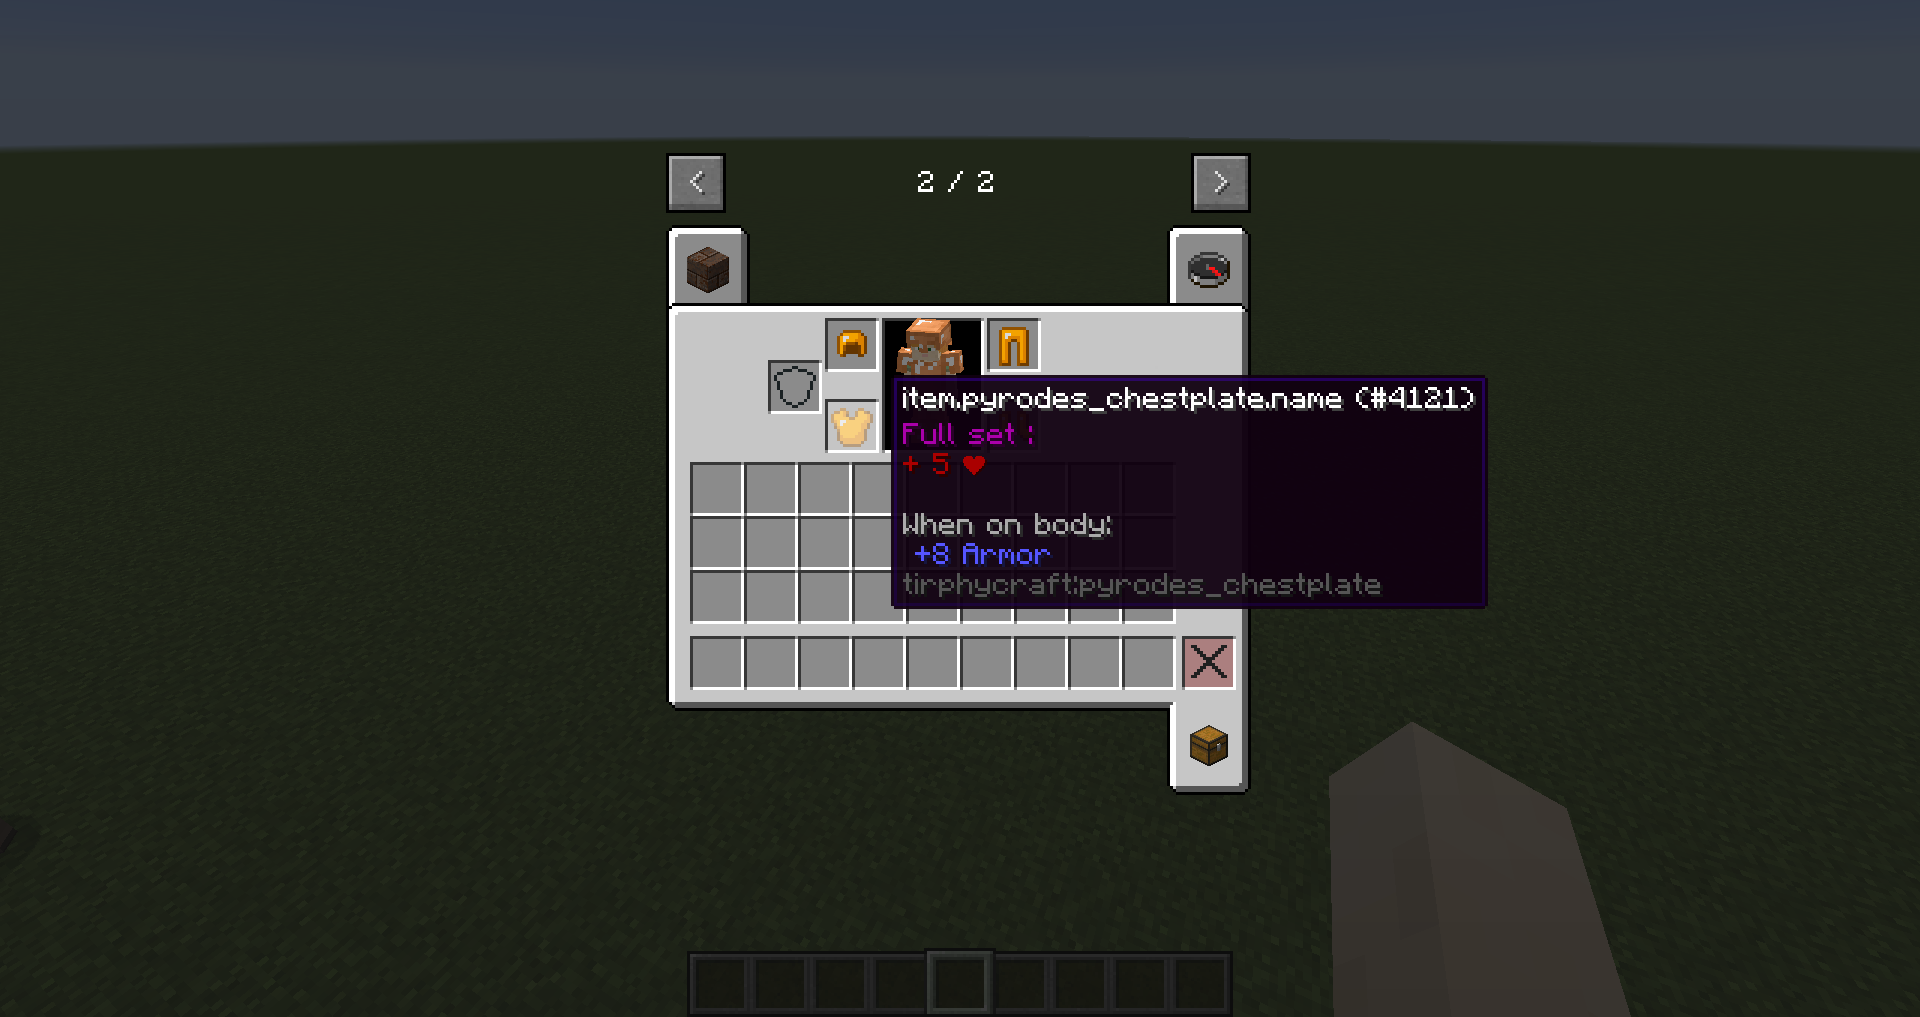 <
2 / 2
>
item.pyrodes_chestplate.name (#4121)
Full set :
+ 5 ❤
When on body:
+8 Armor
tirphycraft:pyrodes_chestplate